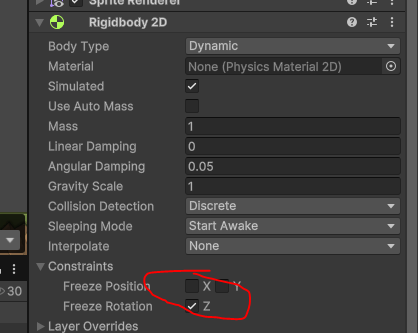 Sprite Renderer
Rigidbody 2D
Body Type Dynamic
Material None (Physics Material 2D)
Simulated
Use Auto Mass
Mass 1
Linear Damping 0
Angular Damping 0.05
Gravity Scale 1
Collision Detection Discrete
Sleeping Mode Start Awake
Interpolate None
Constraints
Freeze Position X Y
30 Freeze Rotation Z
Layer Overrides